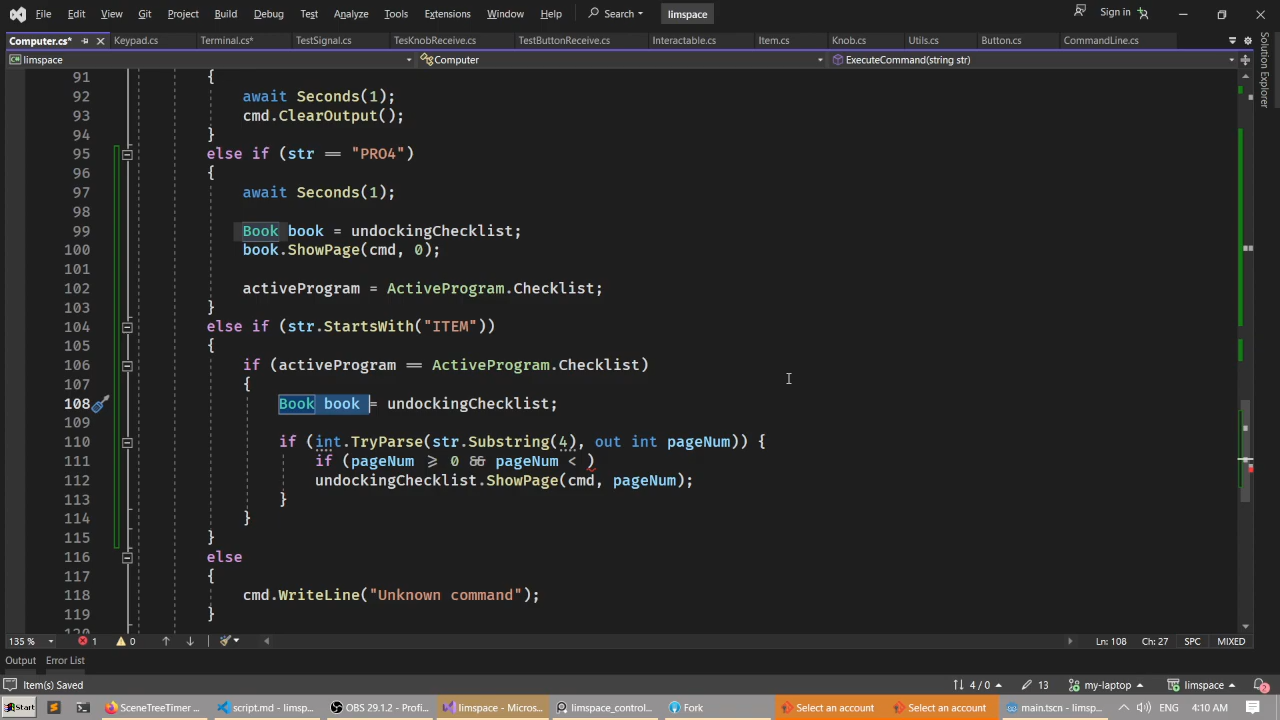 File Edit View Git Project Build Debug Test Analyze Tools Extensions Window Help Search limspace Sign in
Computer.cs* Keypad.cs Terminal.cs* TestSignal.cs TesKnobReceive.cs TestButtonReceive.cs Interactable.cs Item.cs Knob.cs Utils.cs Button.cs CommandLine.cs
limspace Computer ExecuteCommand(string str)
Solution Explorer
91 {
92 await Seconds(1);
93 cmd.ClearOutput();
94 }
95 else if (str == "PRO4")
96 {
97 await Seconds(1);
98
99 Book book = undockingChecklist;
100 book.ShowPage(cmd, 0);
101
102 activeProgram = ActiveProgram.Checklist;
103 }
104 else if (str.StartsWith("ITEM"))
105 {
106 if (activeProgram == ActiveProgram.Checklist)
107 {
108 Book book = undockingChecklist;
109
110 if (int.TryParse(str.Substring(4), out int pageNum)) {
111 if (pageNum >= 0 && pageNum < )
112 undockingChecklist.ShowPage(cmd, pageNum);
113 }
114 }
115 }
116 else
117 {
118 cmd.WriteLine("Unknown command");
119 }
135 % 1 0 Ln: 108 Ch: 27 SPC MIXED
Output Error List
Item(s) Saved 4 / 0 13 my-laptop limspace 2
Start SceneTreeTimer ... script.md - limsp... OBS 29.1.2 - Profi... limspace - Micros... limspace_control... Fork Select an account Select an account main.tscn - limsp... 4:10 AM